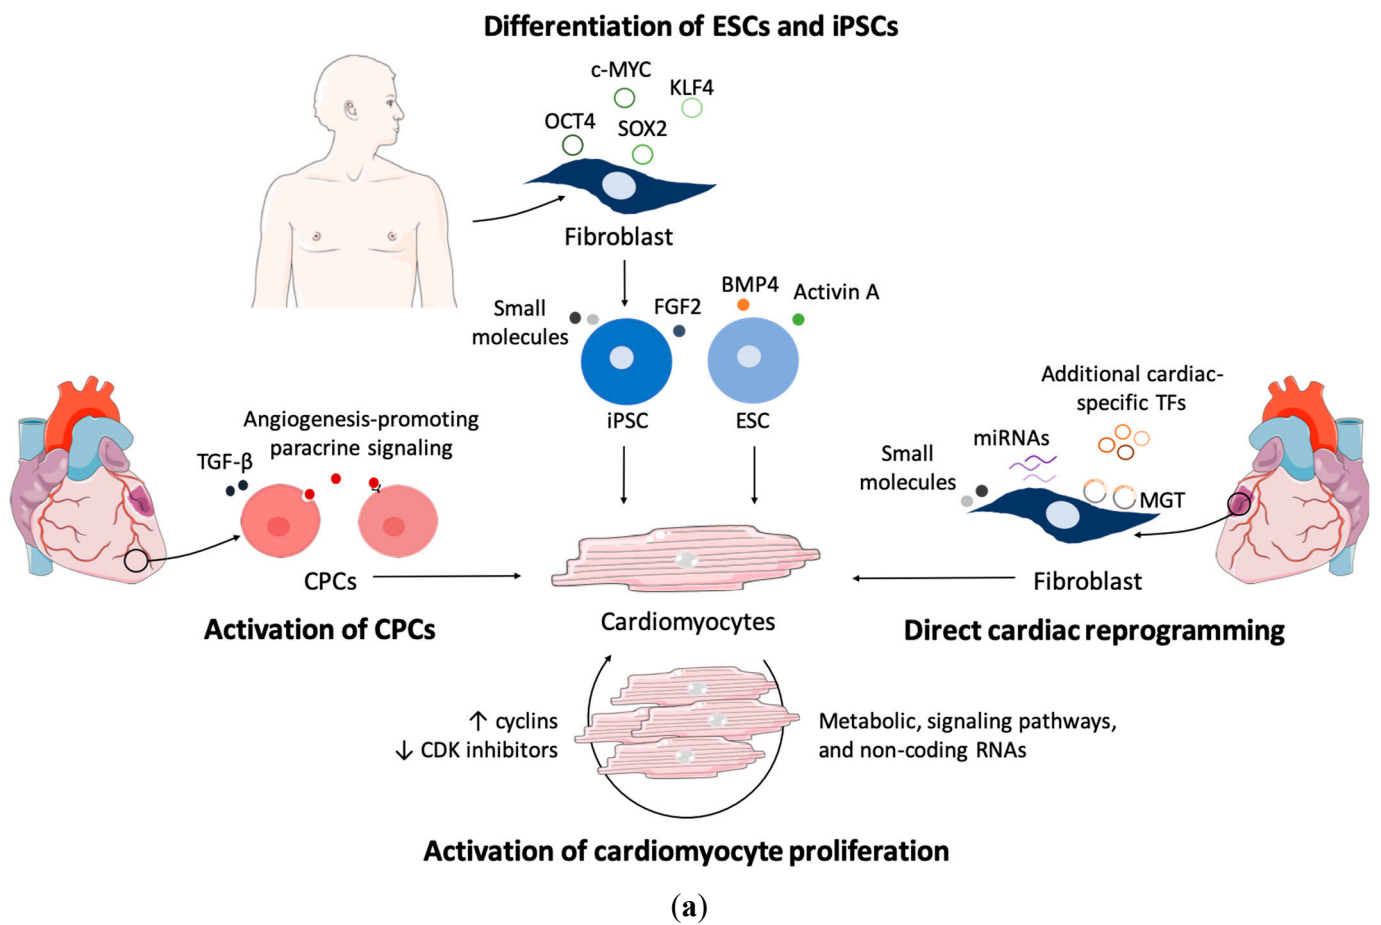 Differentiation of ESCs and iPSCs
c-MYC
KLF4
OCT4
SOX2
Fibroblast
Small
molecules
FGF2
BMP4
Activin A
iPSC
ESC
Angiogenesis-promoting
paracrine signaling
TGF-β
CPCs
Activation of CPCs
Additional cardiac-
specific TFs
miRNAs
Small
molecules
MGT
Fibroblast
Direct cardiac reprogramming
Cardiomyocytes
↑ cyclins
↓ CDK inhibitors
Metabolic, signaling pathways,
and non-coding RNAs
Activation of cardiomyocyte proliferation
(a)